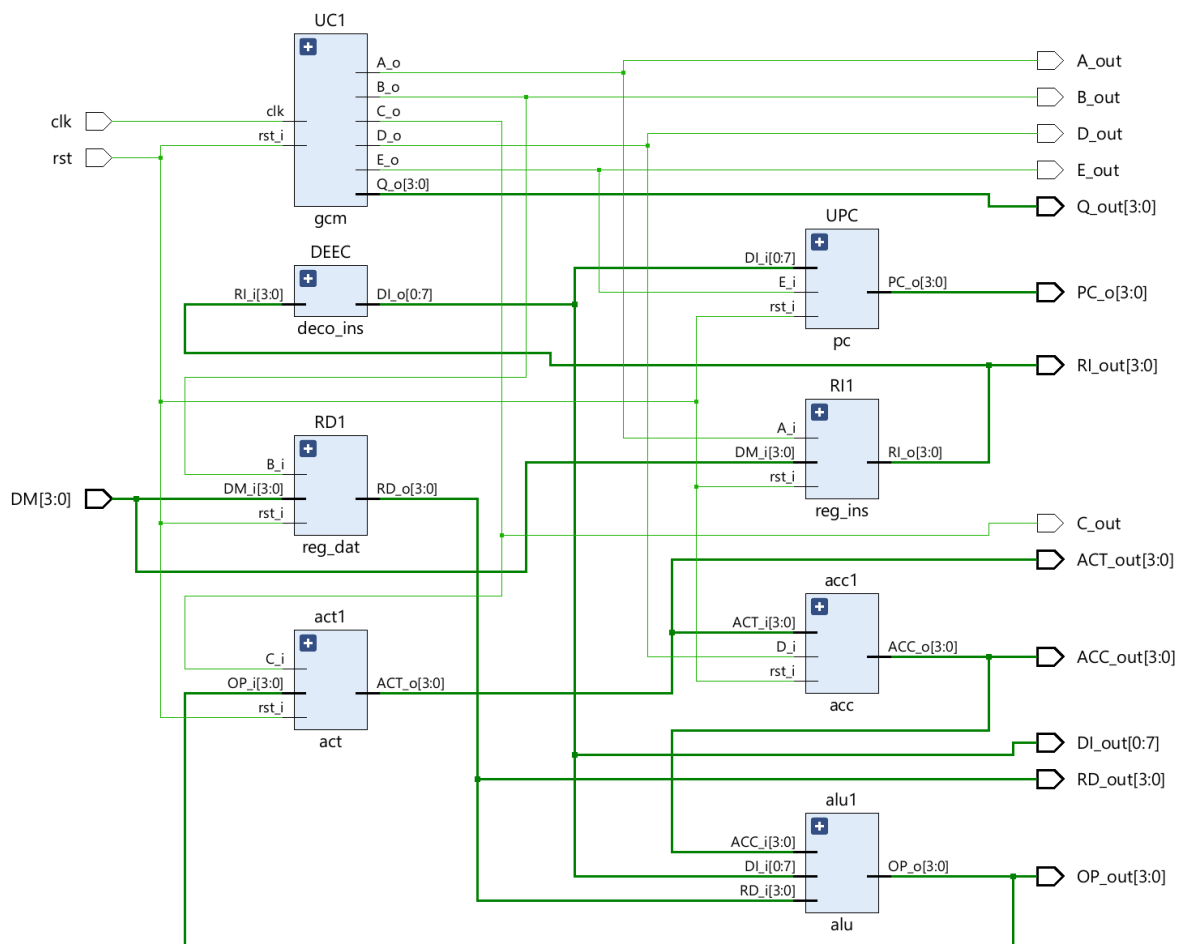 UC1
A_o
B_o
clk
C_o
rst_i
D_o
E_o
Q_o[3:0]
gcm
clk
rst
A_out
B_out
D_out
E_out
Q_out[3:0]
DEEC
RI_i[3:0]
DI_o[0:7]
deco_ins
UPC
DI_i[0:7]
E_i
PC_o[3:0]
rst_i
pc
PC_o[3:0]
RI_out[3:0]
RD1
B_i
DM_i[3:0]
RD_o[3:0]
rst_i
reg_dat
DM[3:0]
RI1
A_i
DM_i[3:0]
RI_o[3:0]
rst_i
reg_ins
C_out
ACT_out[3:0]
act1
C_i
OP_i[3:0]
ACT_o[3:0]
rst_i
act
acc1
ACT_i[3:0]
D_i
ACC_o[3:0]
rst_i
acc
ACC_out[3:0]
DI_out[0:7]
RD_out[3:0]
alu1
ACC_i[3:0]
DI_i[0:7]
OP_o[3:0]
RD_i[3:0]
alu
OP_out[3:0]